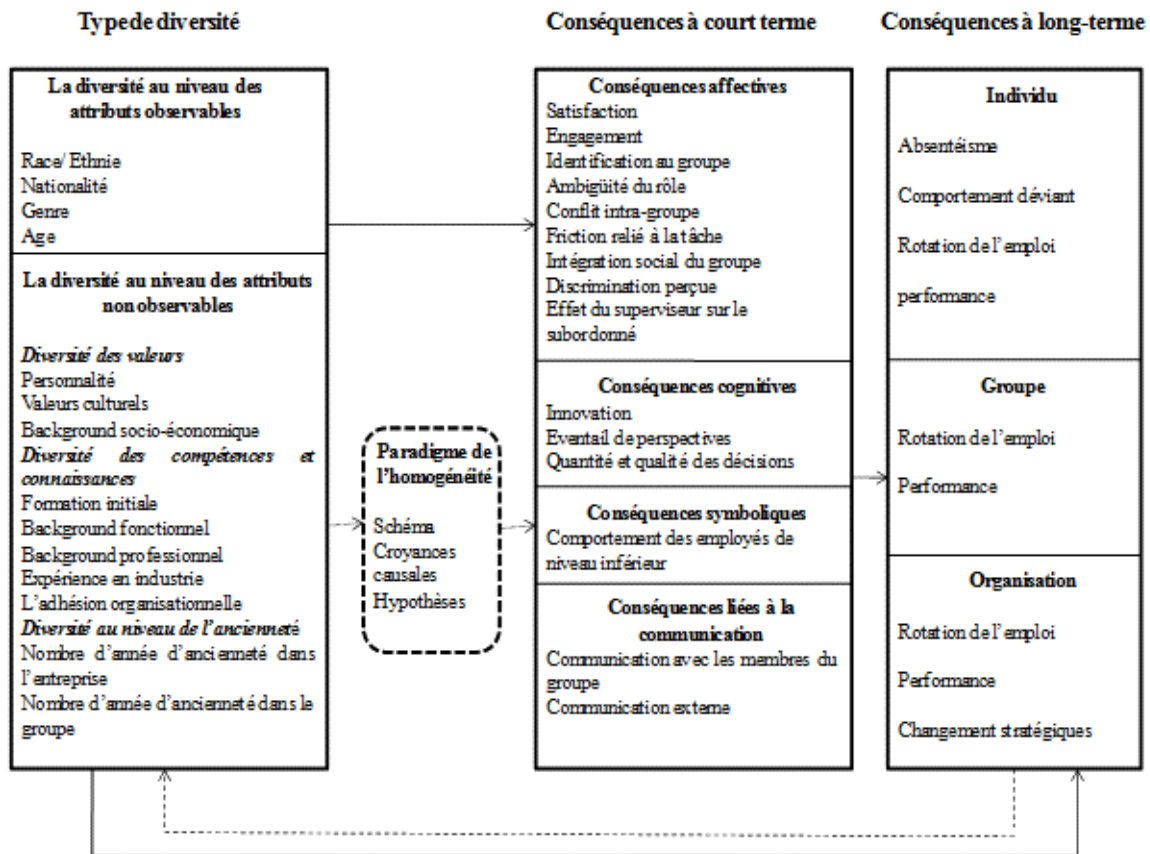 Type de diversité
La diversité au niveau des
attributs observables
Race/ Ethnie
Nationalité
Genre
Age
La diversité au niveau des attributs
non observables
Diversité des valeurs
Personnalité
Valeurs culturels
Background socio-économique
Diversité des compétences et
connaissances
Formation initiale
Background fonctionnel
Background professionnel
Expérience en industrie
L'adhésion organisationnelle
Diversité au niveau de l'ancienneté
Nombre d'année d'ancienneté dans
l'entreprise
Nombre d'année d'ancienneté dans le
groupe
Paradigme de
l'homogénéité
Schéma
Croyances
causales
Hypothèses
Conséquences à court terme
Conséquences affectives
Satisfaction
Engagement
Identification au groupe
Ambigüité du rôle
Conflit intra-groupe
Friction relié à la tâche
Intégration social du groupe
Discrimination perçue
Effet du superviseur sur le
subordonné
Conséquences cognitives
Innovation
Eventail de perspectives
Quantité et qualité des décisions
Conséquences symboliques
Comportement des employés de
niveau inférieur
Conséquences liées à la
communication
Communication avec les membres du
groupe
Communication externe
Conséquences à long-terme
Individu
Absentéisme
Comportement déviant
Rotation de l'emploi
performance
Groupe
Rotation de l'emploi
Performance
Organisation
Rotation de l'emploi
Performance
Changement stratégiques